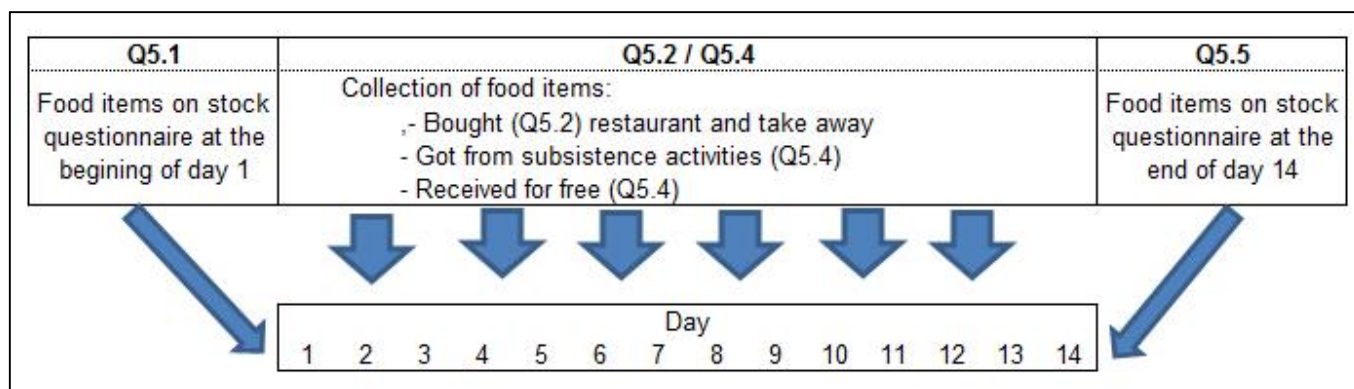 Q5.1
Food items on stock
questionnaire at the
begining of day 1
Q5.2 / Q5.4
Collection of food items:
,- Bought (Q5.2) restaurant and take away
- Got from subsistence activities (Q5.4)
- Received for free (Q5.4)
Q5.5
Food items on stock
questionnaire at the
end of day 14
Day
1 2 3 4 5 6 7 8 9 10 11 12 13 14